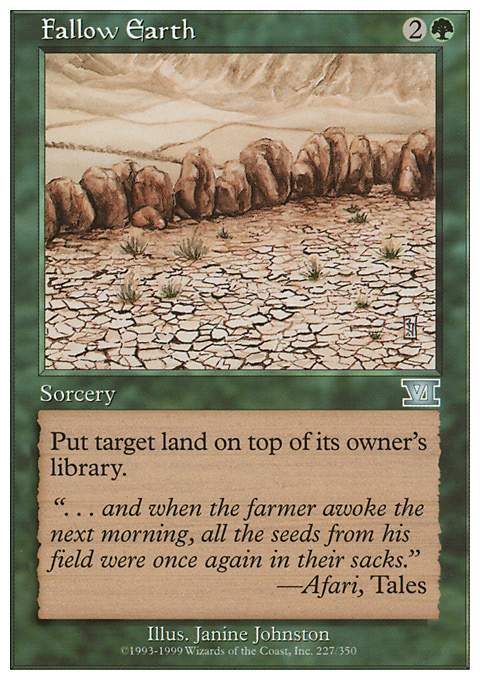 Fallow Earth 2
Sorcery VI
Put target land on top of its owner's
library.
“. . . and when the farmer awoke the
next morning, all the seeds from his
field were once again in their sacks.”
—Afari, Tales
Illus. Janine Johnston
©1993-1999 Wizards of the Coast, Inc. 227/350